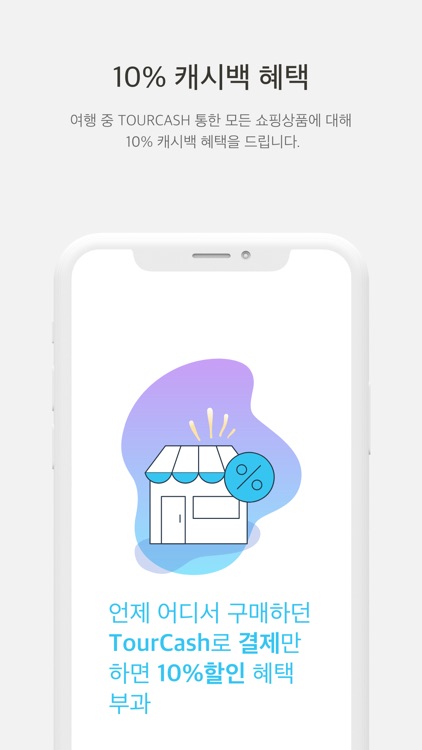 10% 캐시백 혜택
여행 중 TOURCASH 통한 모든 쇼핑상품에 대해
10% 캐시백 혜택을 드립니다.
%
언제 어디서 구매하던
TourCash로 결제만
하면 10%할인 혜택
부과